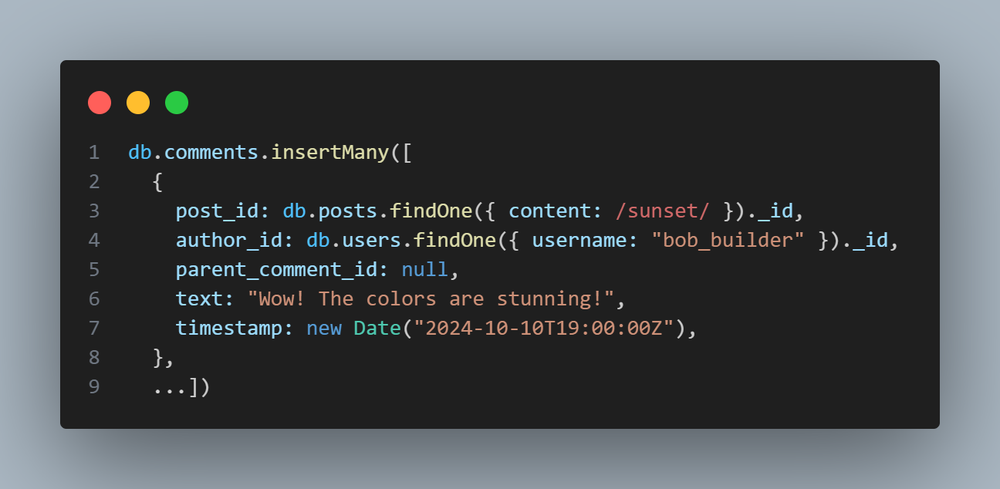 1 db.comments.insertMany([
2 {
3 post_id: db.posts.findOne({ content: /sunset/ })._id,
4 author_id: db.users.findOne({ username: "bob_builder" })._id,
5 parent_comment_id: null,
6 text: "Wow! The colors are stunning!",
7 timestamp: new Date("2024-10-10T19:00:00Z"),
8 },
9 ...])